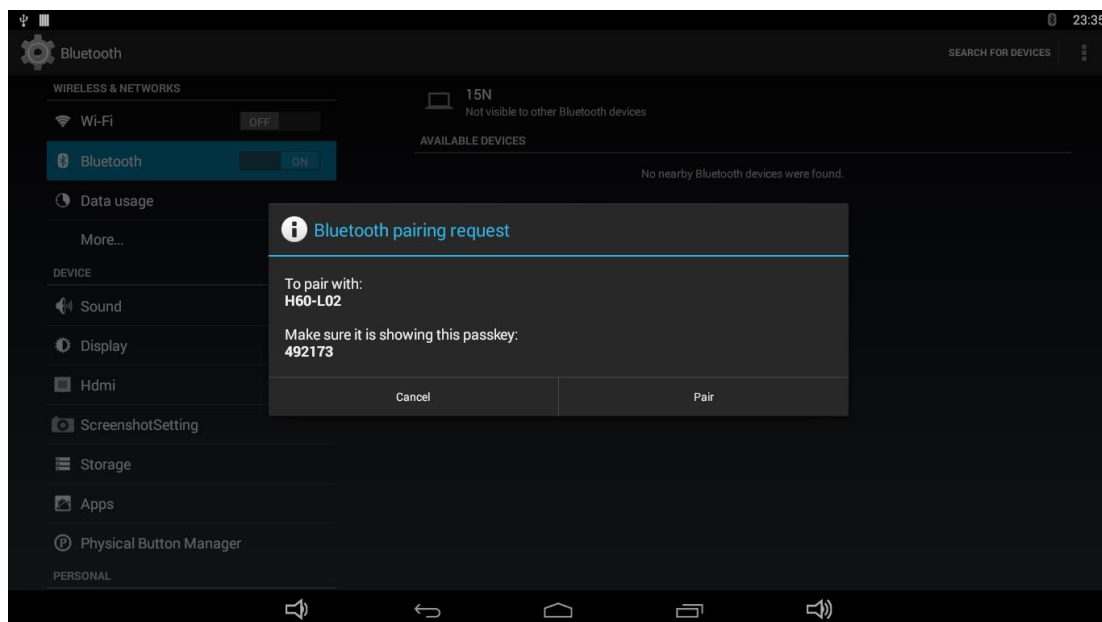 23:35
Bluetooth
SEARCH FOR DEVICES
WIRELESS & NETWORKS
Wi-Fi
OFF
Bluetooth
ON
Data usage
More...
DEVICE
Sound
Display
Hdmi
ScreenshotSetting
Storage
Apps
Physical Button Manager
PERSONAL
15N
Not visible to other Bluetooth devices
AVAILABLE DEVICES
No nearby Bluetooth devices were found.
Bluetooth pairing request
To pair with:
H60-L02
Make sure it is showing this passkey:
492173
Cancel
Pair